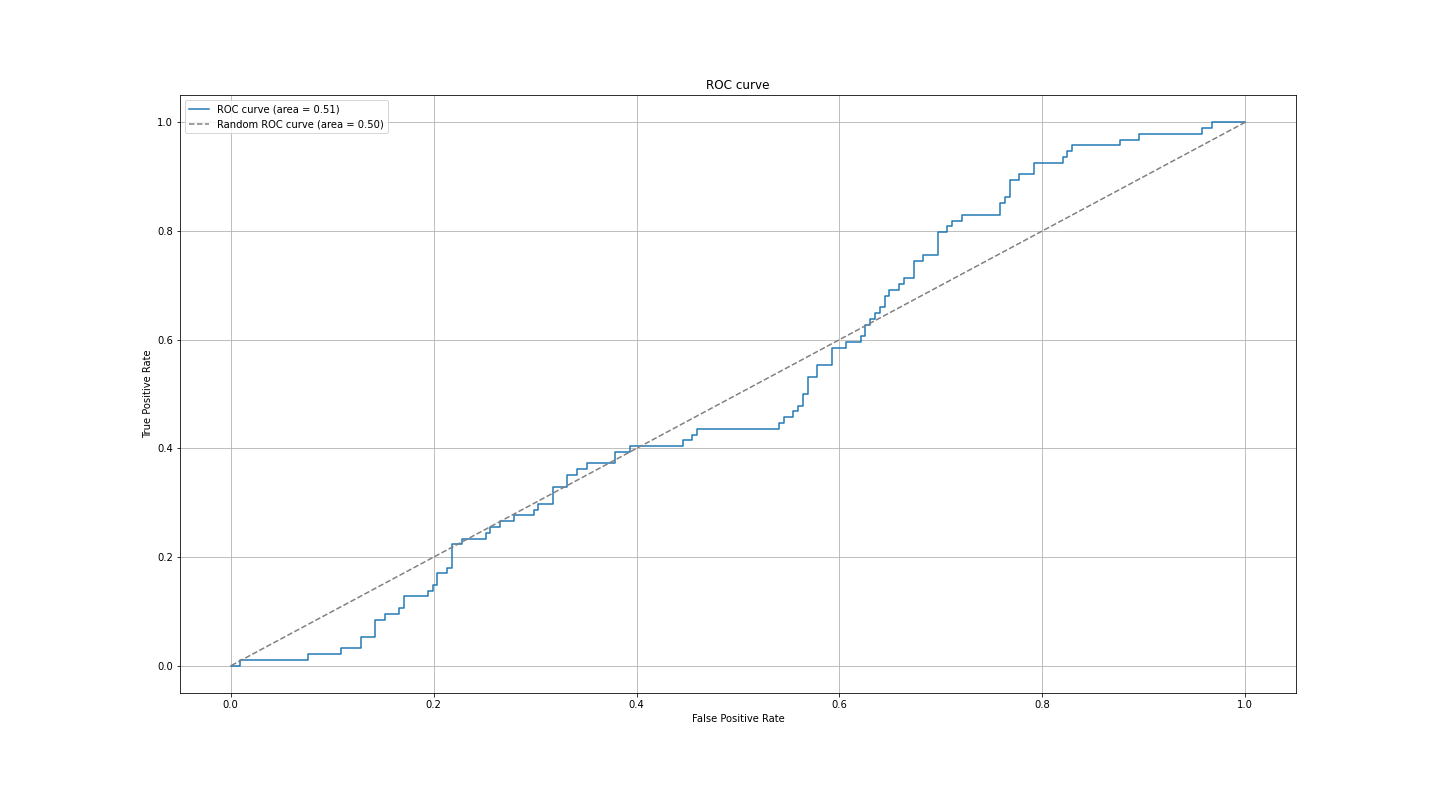 ROC curve
ROC curve (area = 0.51)
Random ROC curve (area = 0.50)
1.0
0.8
0.6
0.4
0.2
0.0
True Positive Rate
0.0 0.2 0.4 0.6 0.8 1.0
False Positive Rate